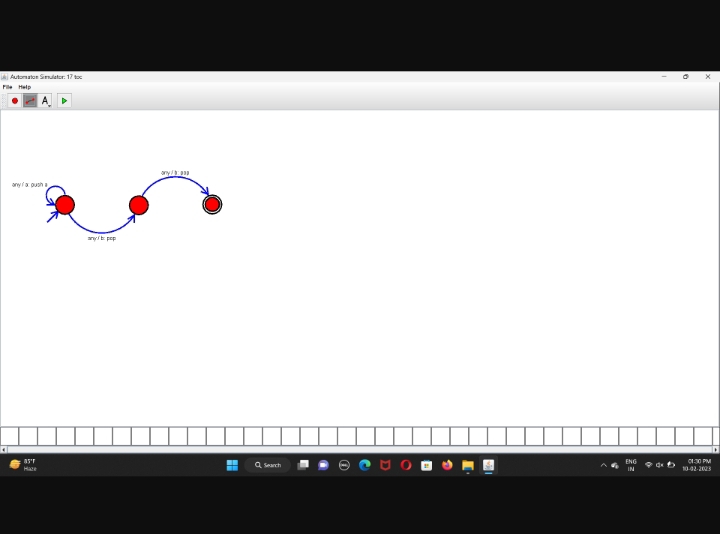 Automaton Simulator: 17 toc
File Help
A
any / b: pop
any / a: push a
any / b: pop
83°F
Haze
Search
ENG
IN
01:30 PM
10-02-2023